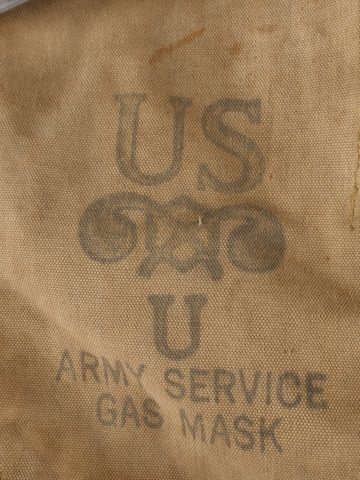 US
U
ARMY SERVICE
GAS MASK